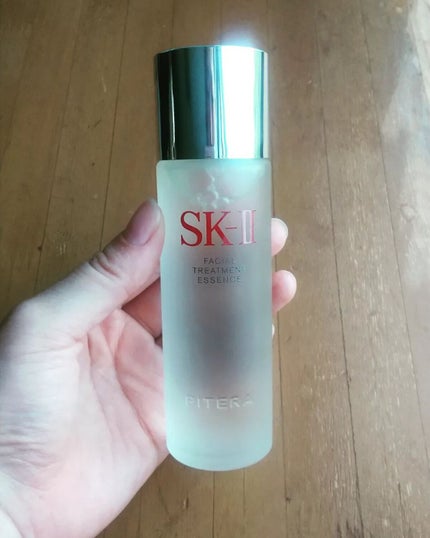 SK-II
FACIAL
TREATMENT
ESSENCE
PITERA